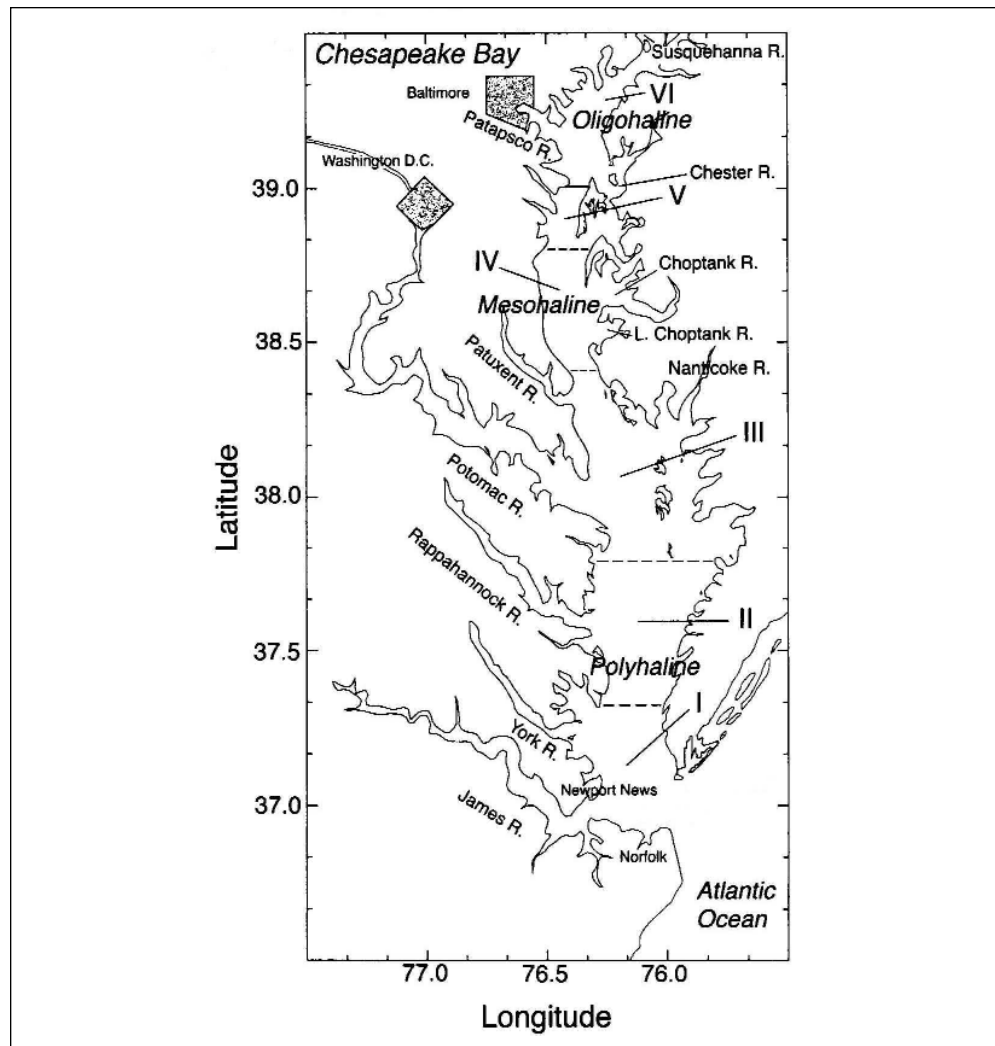 Chesapeake Bay
Susquehanna R.
Baltimore
VI
Oligohaline
Patapsco R.
Washington D.C.
Chester R.
39.0
V
IV
Choptank R.
Mesohaline
L. Choptank R.
38.5
Patuxent R.
Nanticoke R.
III
Latitude
38.0
Potomac R.
Rappahannock R.
II
37.5
Polyhaline
I
York R.
Newport News
37.0
James R.
Norfolk
Atlantic
Ocean
77.0
76.5
76.0
Longitude